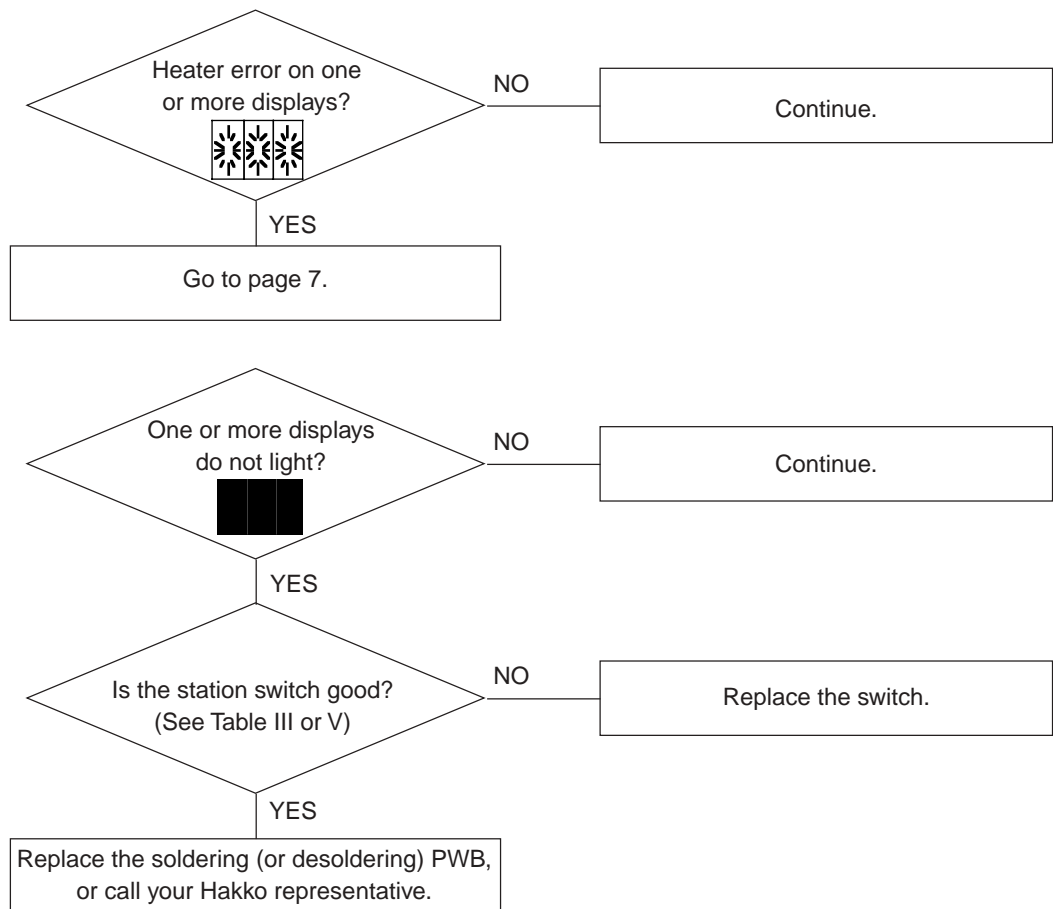 Heater error on one
or more displays?
NO
Continue.
YES
Go to page 7.
One or more displays
do not light?
NO
Continue.
YES
Is the station switch good?
(See Table III or V)
NO
Replace the switch.
YES
Replace the soldering (or desoldering) PWB,
or call your Hakko representative.